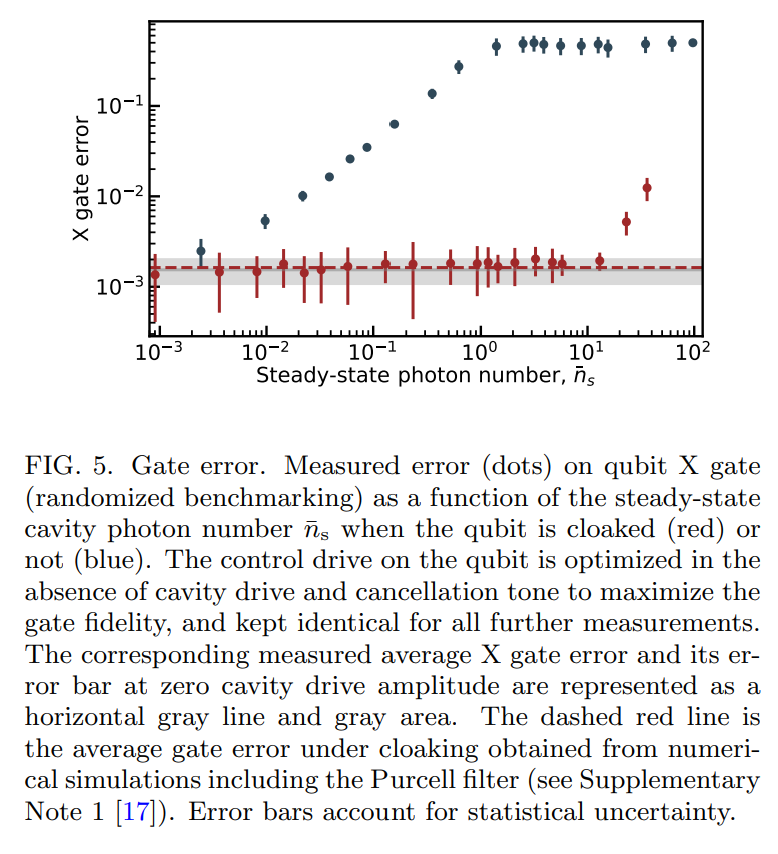 10⁻¹
10⁻²
10⁻³
X gate error
10⁻³ 10⁻² 10⁻¹ 10⁰ 10¹ 10²
Steady-state photon number, n̄ₛ
FIG. 5. Gate error. Measured error (dots) on qubit X gate
(randomized benchmarking) as a function of the steady-state
cavity photon number n̄ₛ when the qubit is cloaked (red) or
not (blue). The control drive on the qubit is optimized in the
absence of cavity drive and cancellation tone to maximize the
gate fidelity, and kept identical for all further measurements.
The corresponding measured average X gate error and its er-
ror bar at zero cavity drive amplitude are represented as a
horizontal gray line and gray area. The dashed red line is
the average gate error under cloaking obtained from numeri-
cal simulations including the Purcell filter (see Supplementary
Note 1 [17]). Error bars account for statistical uncertainty.